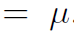 = μ.